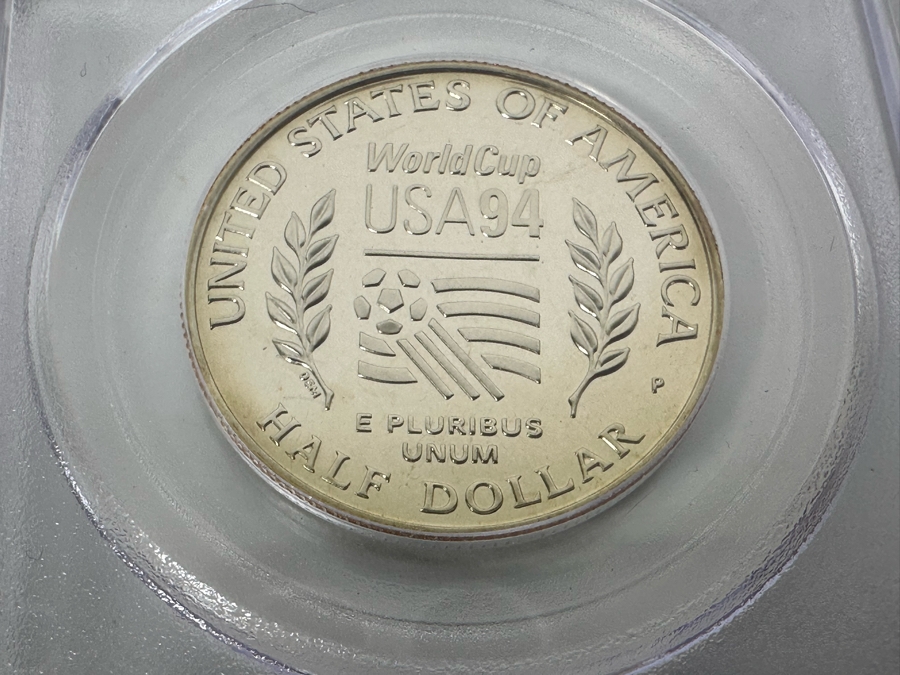 UNITED STATES OF AMERICA
WorldCup
USA94
P
E PLURIBUS
UNUM
HALF DOLLAR